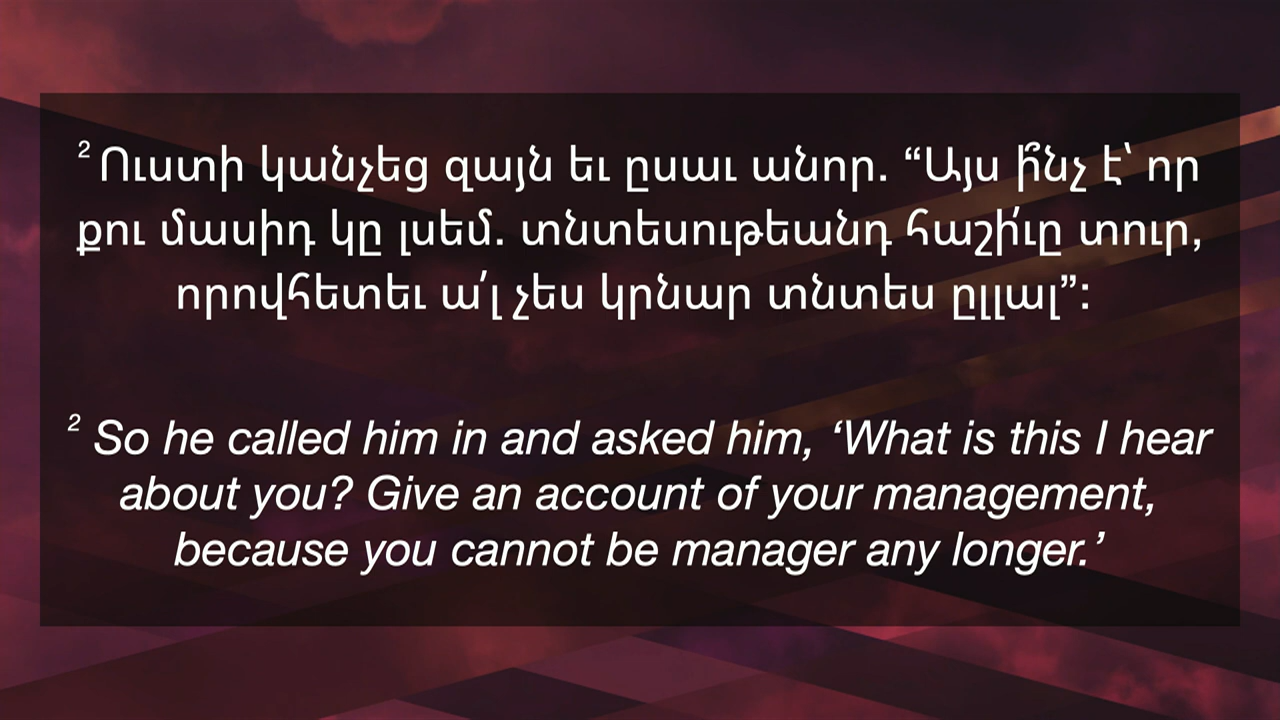 2 Ուստի կանչեց զայն եւ ըսաւ անոր. “Այս ի՞նչ է՝ որ
քու մասիդ կը լսեմ. տնտեսութեանդ հաշի՛ւը տուր,
որովհետեւ ա՛լ չես կրնար տնտես ըլլալ”:
2 So he called him in and asked him, ‘What is this I hear
about you? Give an account of your management,
because you cannot be manager any longer.’